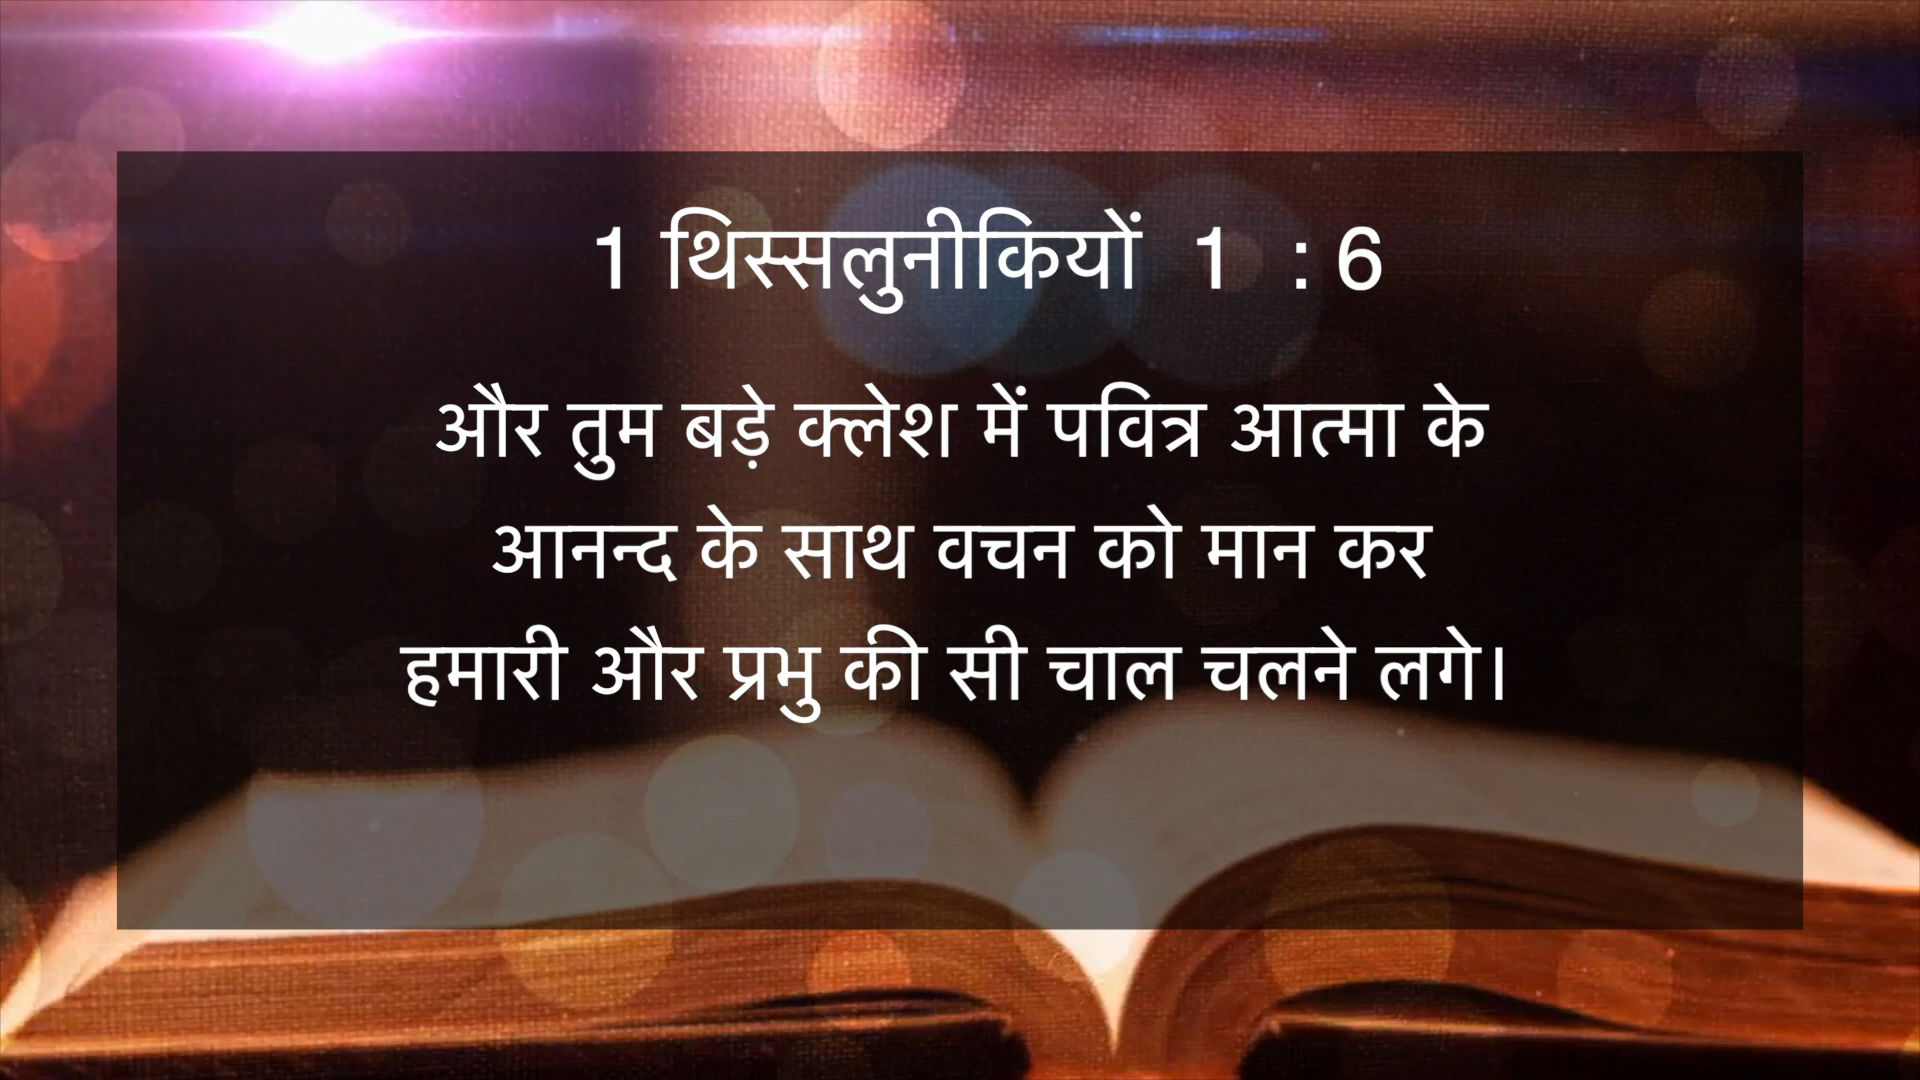 1 थिस्सलुनीकियों 1 : 6
और तुम बड़े क्लेश में पवित्र आत्मा के
आनन्द के साथ वचन को मान कर
हमारी और प्रभु की सी चाल चलने लगे।